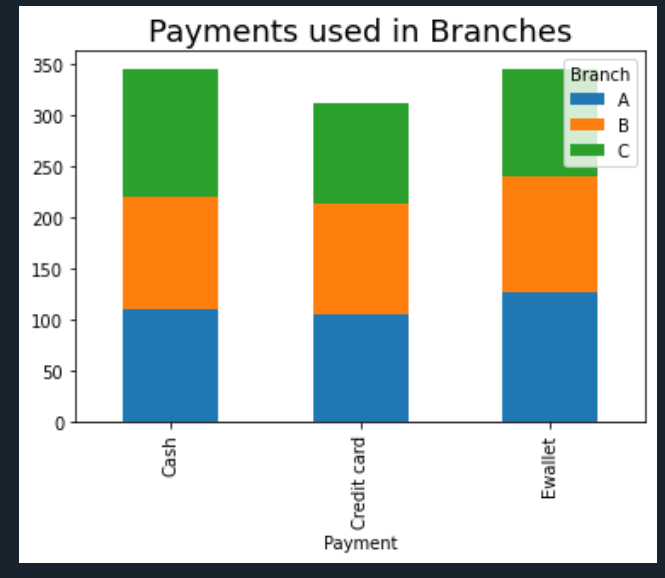 Payments used in Branches
350
300
250
200
150
100
50
0
Branch
A
B
C
Cash
Credit card
Ewallet
Payment